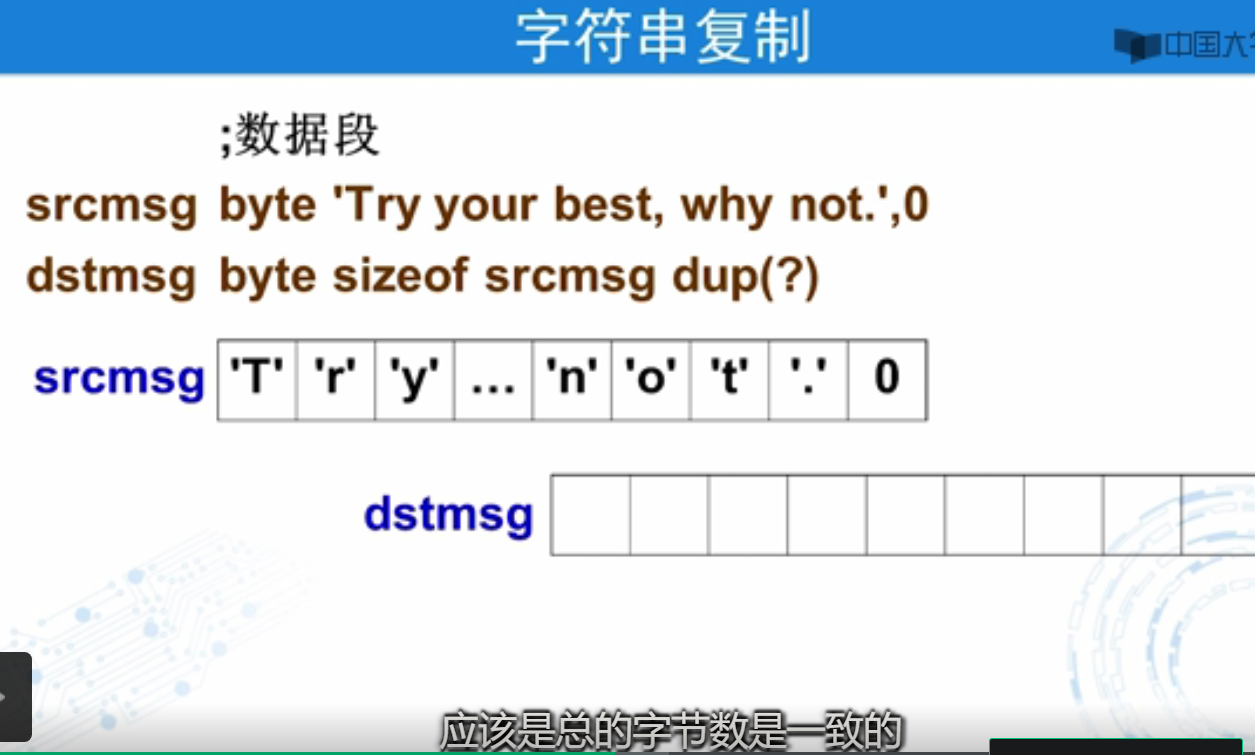 字符串复制
中国大学
;数据段
srcmsg byte 'Try your best, why not.',0
dstmsg byte sizeof srcmsg dup(?)
srcmsg 'T' 'r' 'y' ... 'n' 'o' 't' '.' 0
dstmsg
应该是总的字节数是一致的